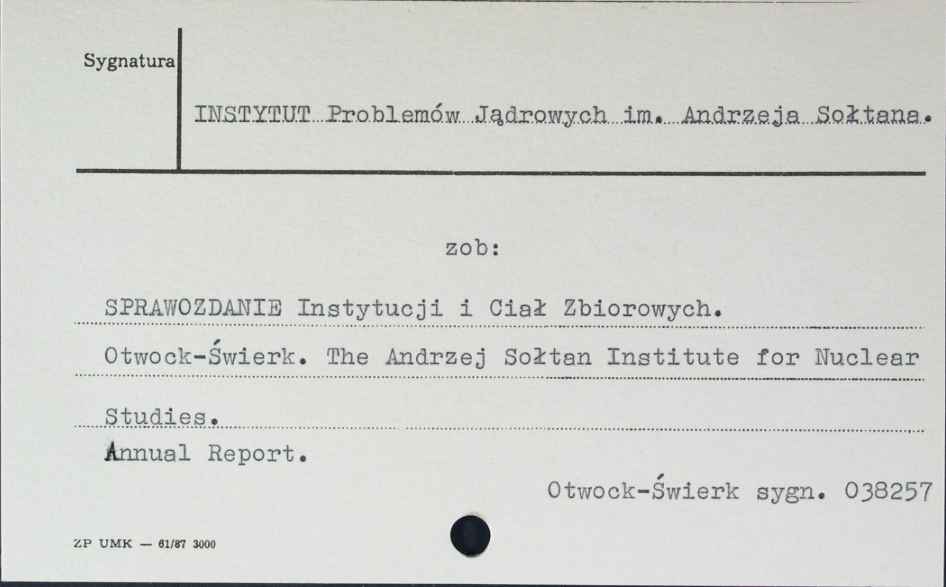 Sygnatura
INSTYTUT Problemów Jądrowych im. Andrzeja Sołtana.
zob:
SPRAWOZDANIE Instytucji i Ciał Zbiorowych.
Otwock-Świerk. The Andrzej Sołtan Institute for Nuclear
Studies.
Annual Report.
Otwock-Świerk sygn. 038257
ZP UMK — 61/87 3000